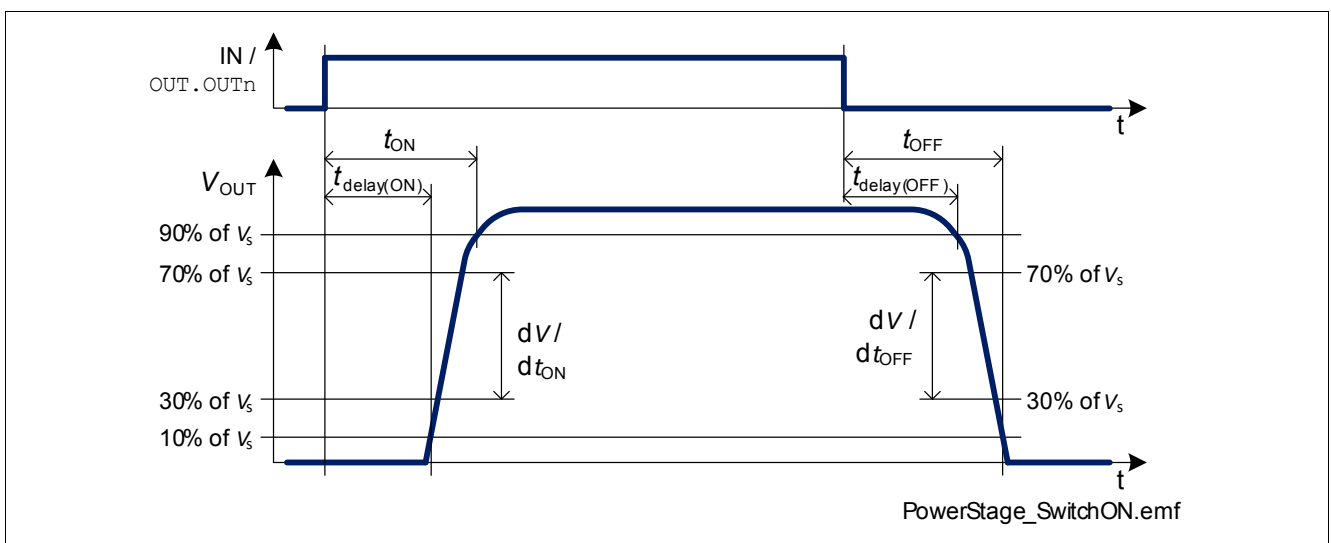 IN /
OUT.OUTn
t
tON
tOFF
VOUT
tdelay(ON)
tdelay(OFF)
90% of Vs
70% of Vs
70% of Vs
dV /
dtON
dV /
dtOFF
30% of Vs
30% of Vs
10% of Vs
t
PowerStage_SwitchON.emf